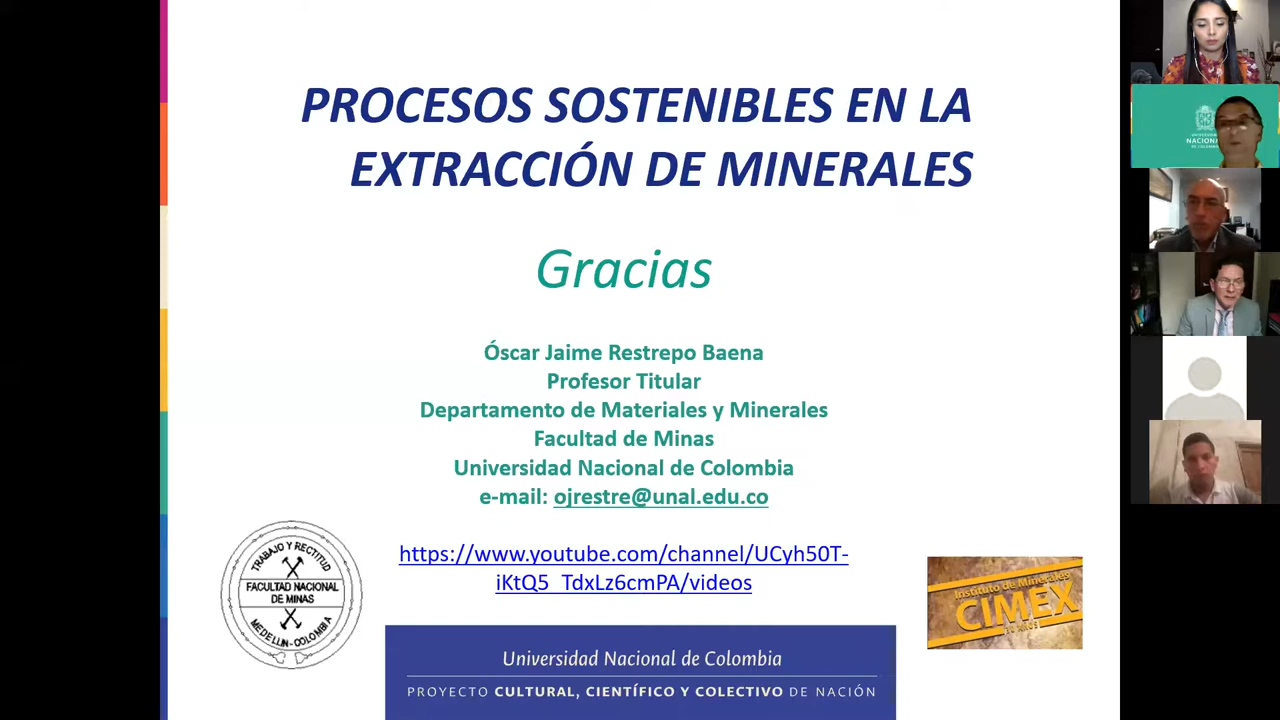 PROCESOS SOSTENIBLES EN LA
EXTRACCIÓN DE MINERALES
Gracias
Óscar Jaime Restrepo Baena
Profesor Titular
Departamento de Materiales y Minerales
Facultad de Minas
Universidad Nacional de Colombia
e-mail: ojrestre@unal.edu.co
https://www.youtube.com/channel/UCyh50T-
iKtQ5_TdxLz6cmPA/videos
TRABAJO Y RECTITUD
FACULTAD NACIONAL
DE MINAS
MEDELLIN-COLOMBIA
Instituto de Minerales
CIMEX
Universidad Nacional de Colombia
PROYECTO CULTURAL, CIENTÍFICO Y COLECTIVO DE NACIÓN